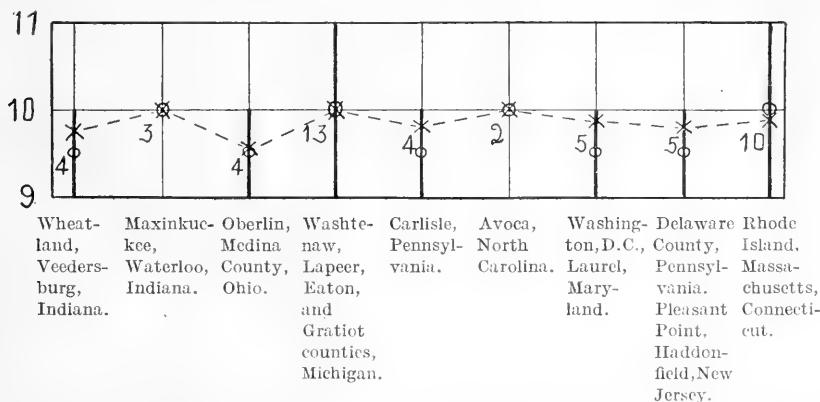 11
10
9
4
3
4
13
4
2
5
5
10
Wheat-
land,
Veeders-
burg,
Indiana.
Maxinkuc-
kee,
Waterloo,
Indiana.
Oberlin,
Medina
County,
Ohio.
Washte-
naw,
Lapeer,
Eaton,
and
Gratiot
counties,
Michigan.
Carlisle,
Pennsyl-
vania.
Avoca,
North
Carolina.
Washing-
ton, D.C.,
Laurel,
Mary-
land.
Delaware
County,
Pennsyl-
vania.
Pleasant
Point,
Haddon-
field, New
Jersey.
Rhode
Island.
Massa-
chusetts,
Connecti-
cut.